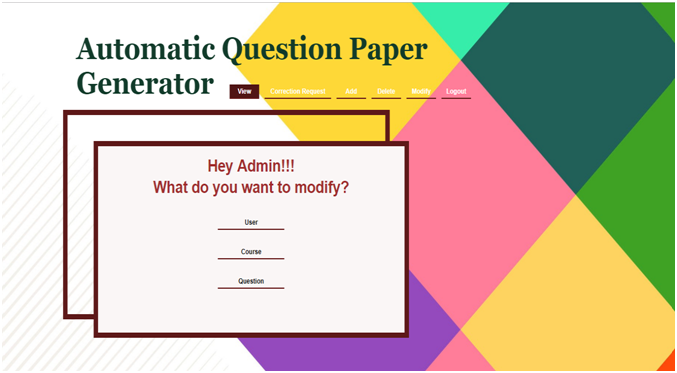 Automatic Question Paper
Generator
View Correction Request Add Delete Modify Logout
Hey Admin!!!
What do you want to modify?
User
Course
Question